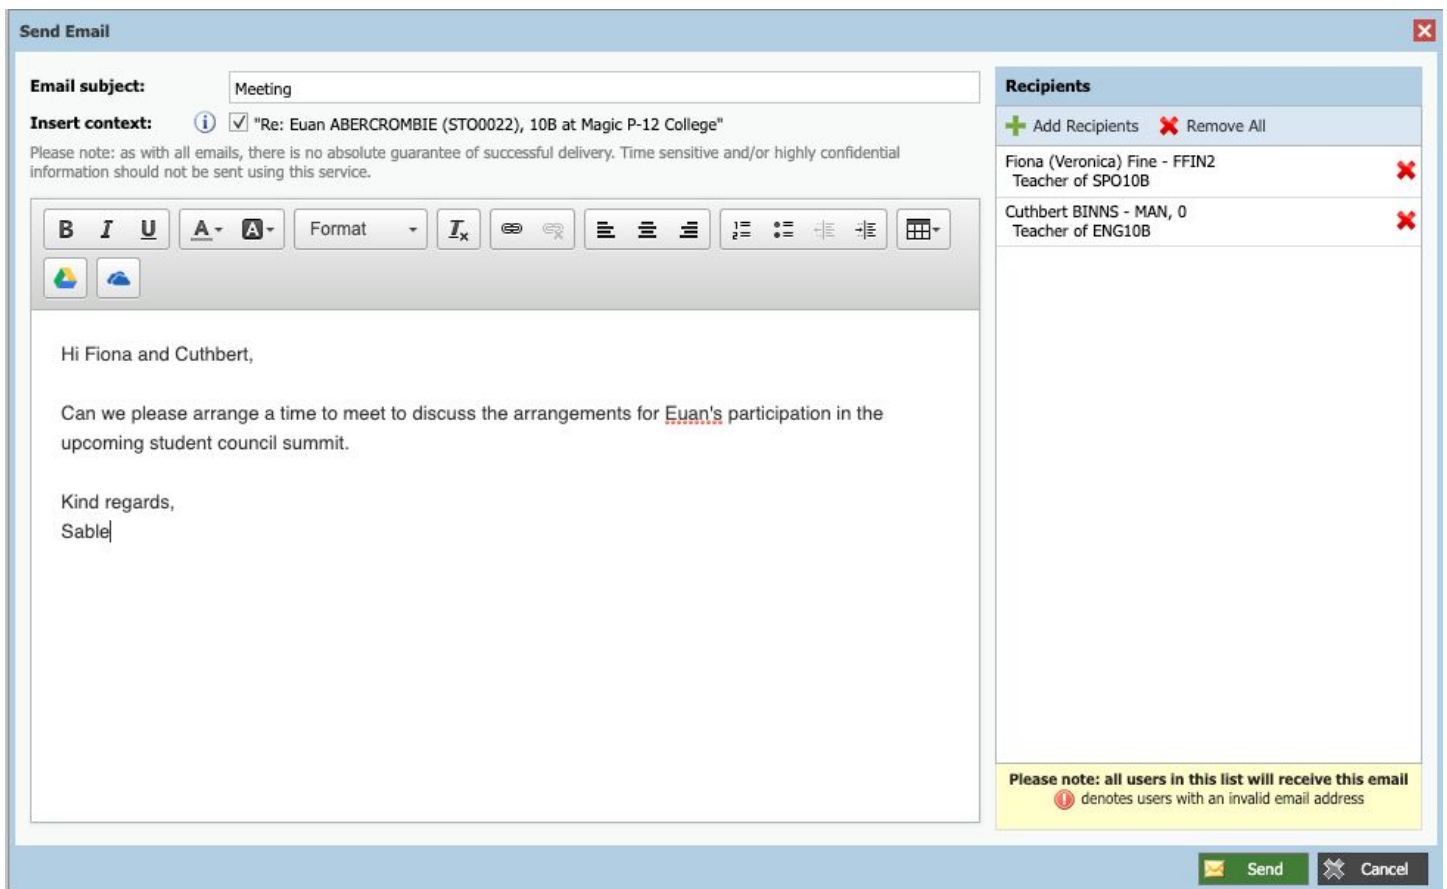 Send Email
Email subject:
Meeting
Insert context:
"Re: Euan ABERCROMBIE (STO0022), 10B at Magic P-12 College"
Please note: as with all emails, there is no absolute guarantee of successful delivery. Time sensitive and/or highly confidential
information should not be sent using this service.
B I U A A Format Tx
Hi Fiona and Cuthbert,
Can we please arrange a time to meet to discuss the arrangements for Euan's participation in the
upcoming student council summit.
Kind regards,
Sable
Recipients
Add Recipients Remove All
Fiona (Veronica) Fine - FFIN2
Teacher of SPO10B
Cuthbert BINNS - MAN, 0
Teacher of ENG10B
Please note: all users in this list will receive this email
denotes users with an invalid email address
Send Cancel